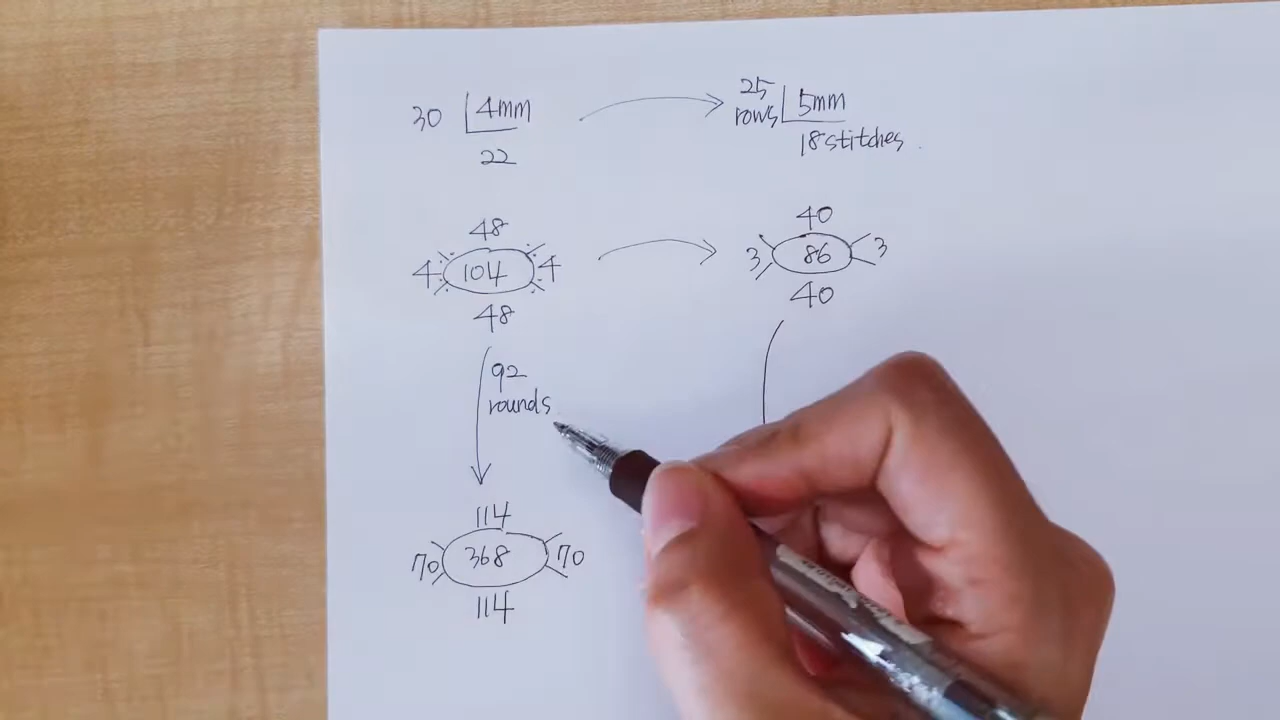 30 4mm
22
25 rows 5mm
18 stitches
48
4 104 4
48
40
3 86 3
40
92
rounds
114
70 368 70
114